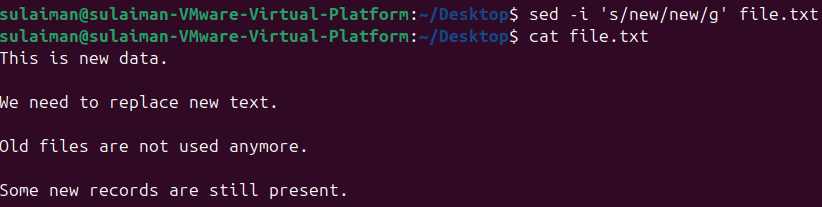 sulaiman@sulaiman-VMware-Virtual-Platform:~/Desktop$ sed -i 's/new/new/g' file.txt
sulaiman@sulaiman-VMware-Virtual-Platform:~/Desktop$ cat file.txt
This is new data.
We need to replace new text.
Old files are not used anymore.
Some new records are still present.